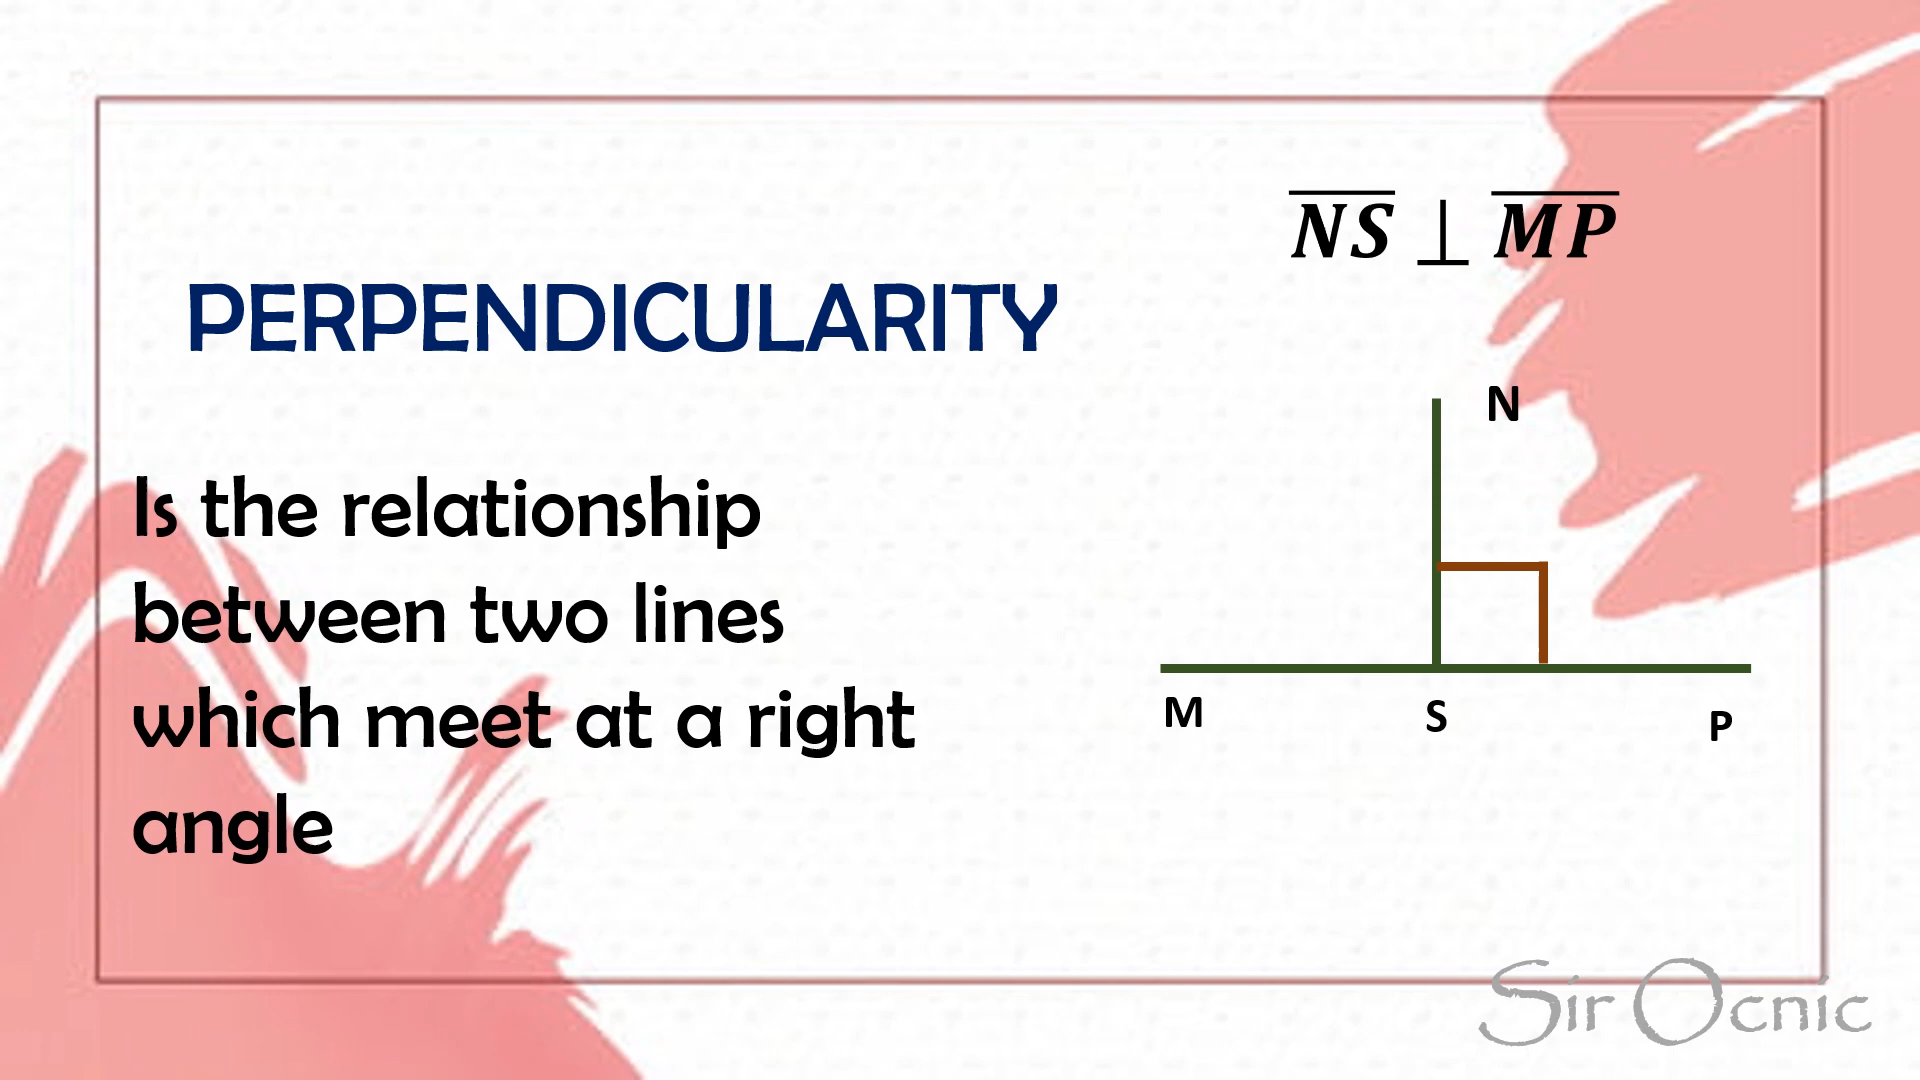 PERPENDICULARITY
Is the relationship
between two lines
which meet at a right
angle
NS ⊥ MP
N
M
S
P
Sir Ocnic